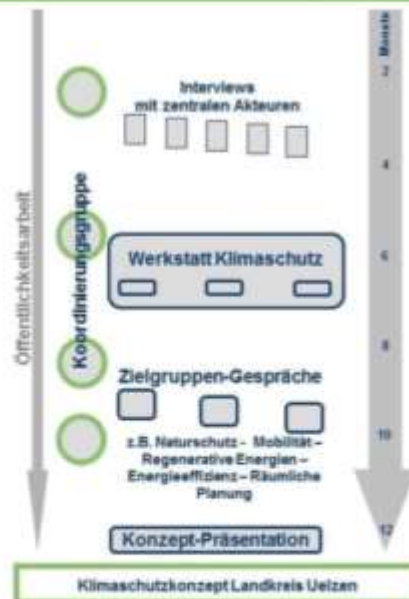 Monate
2
Interviews
mit zentralen Akteuren
4
Öffentlichkeitsarbeit
Koordinierungsgruppe
Werkstatt Klimaschutz
6
8
Zielgruppen-Gespräche
10
z.B. Naturschutz - Mobilität –
Regenerative Energien –
Energieeffizienz – Räumliche
Planung
12
Konzept-Präsentation
Klimaschutzkonzept Landkreis Uelzen